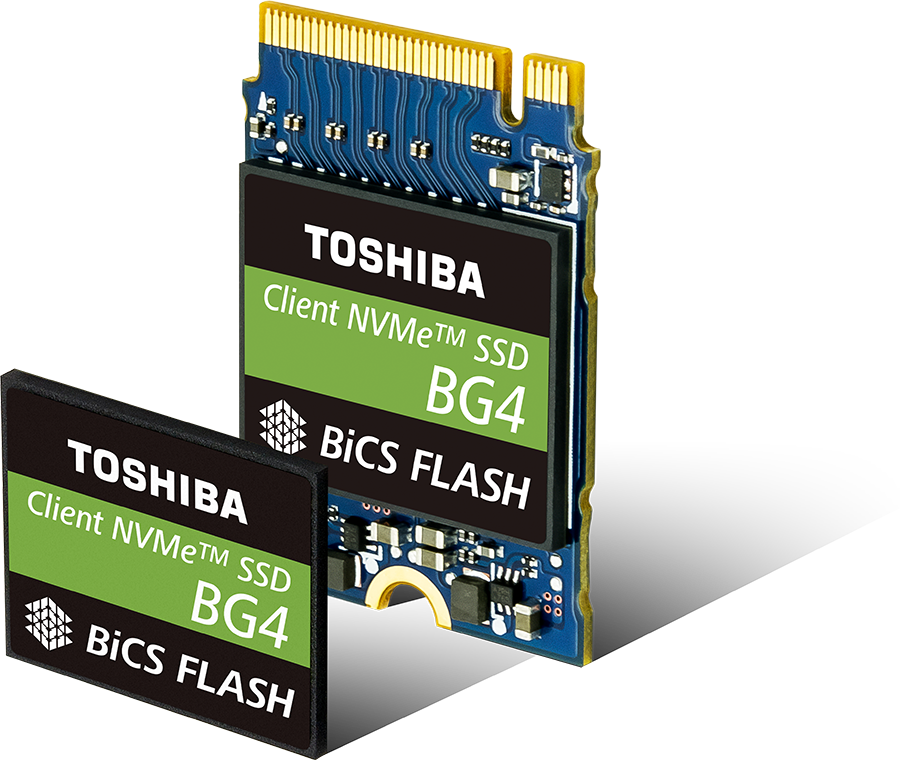 TOSHIBA
Client NVMe™ SSD
BG4
BiCS FLASH
TOSHIBA
Client NVMe™ SSD
BG4
BiCS FLASH